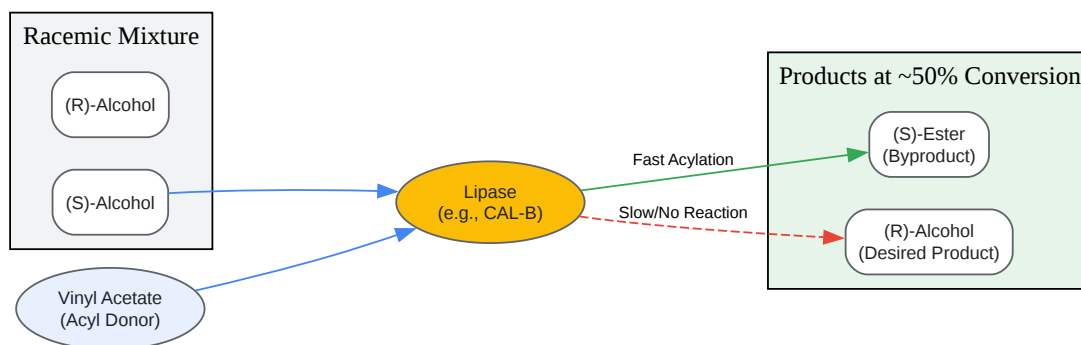 Racemic Mixture
(R)-Alcohol
(S)-Alcohol
Vinyl Acetate
(Acyl Donor)
Lipase
(e.g., CAL-B)
Fast Acylation
Slow/No Reaction
Products at ~50% Conversion
(S)-Ester
(Byproduct)
(R)-Alcohol
(Desired Product)